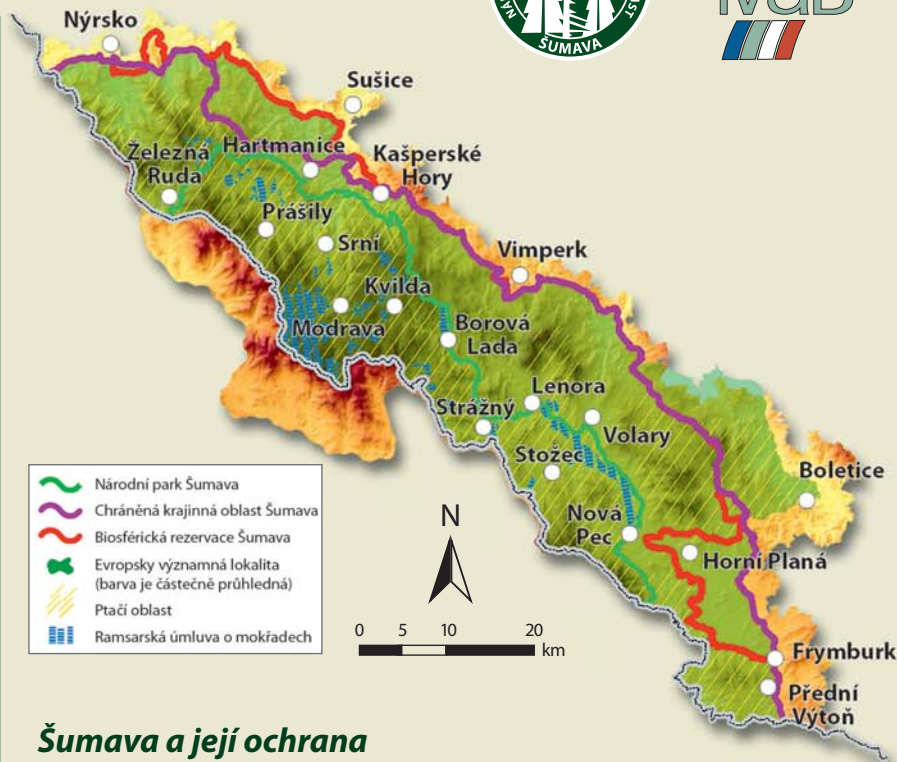 NÁ
AST
ŠUMAVA
Nýrsko
Sušice
Železná
Ruda
Hartmanice
Kašperské
Hory
Prášily
Srní
Vimperk
Kvilda
Modrava
Borová
Lada
Lenora
Strážný
Volary
Stožec
Boletice
Nová
Pec
Horní Planá
Frymburk
Přední
Výtoň
Národní park Šumava
Chráněná krajinná oblast Šumava
Biosférická rezervace Šumava
Evropsky významná lokalita
(barva je částečně průhledná)
Ptačí oblast
Ramsarská úmluva o mokřadech
N
0 5 10 20
km
Šumava a její ochrana